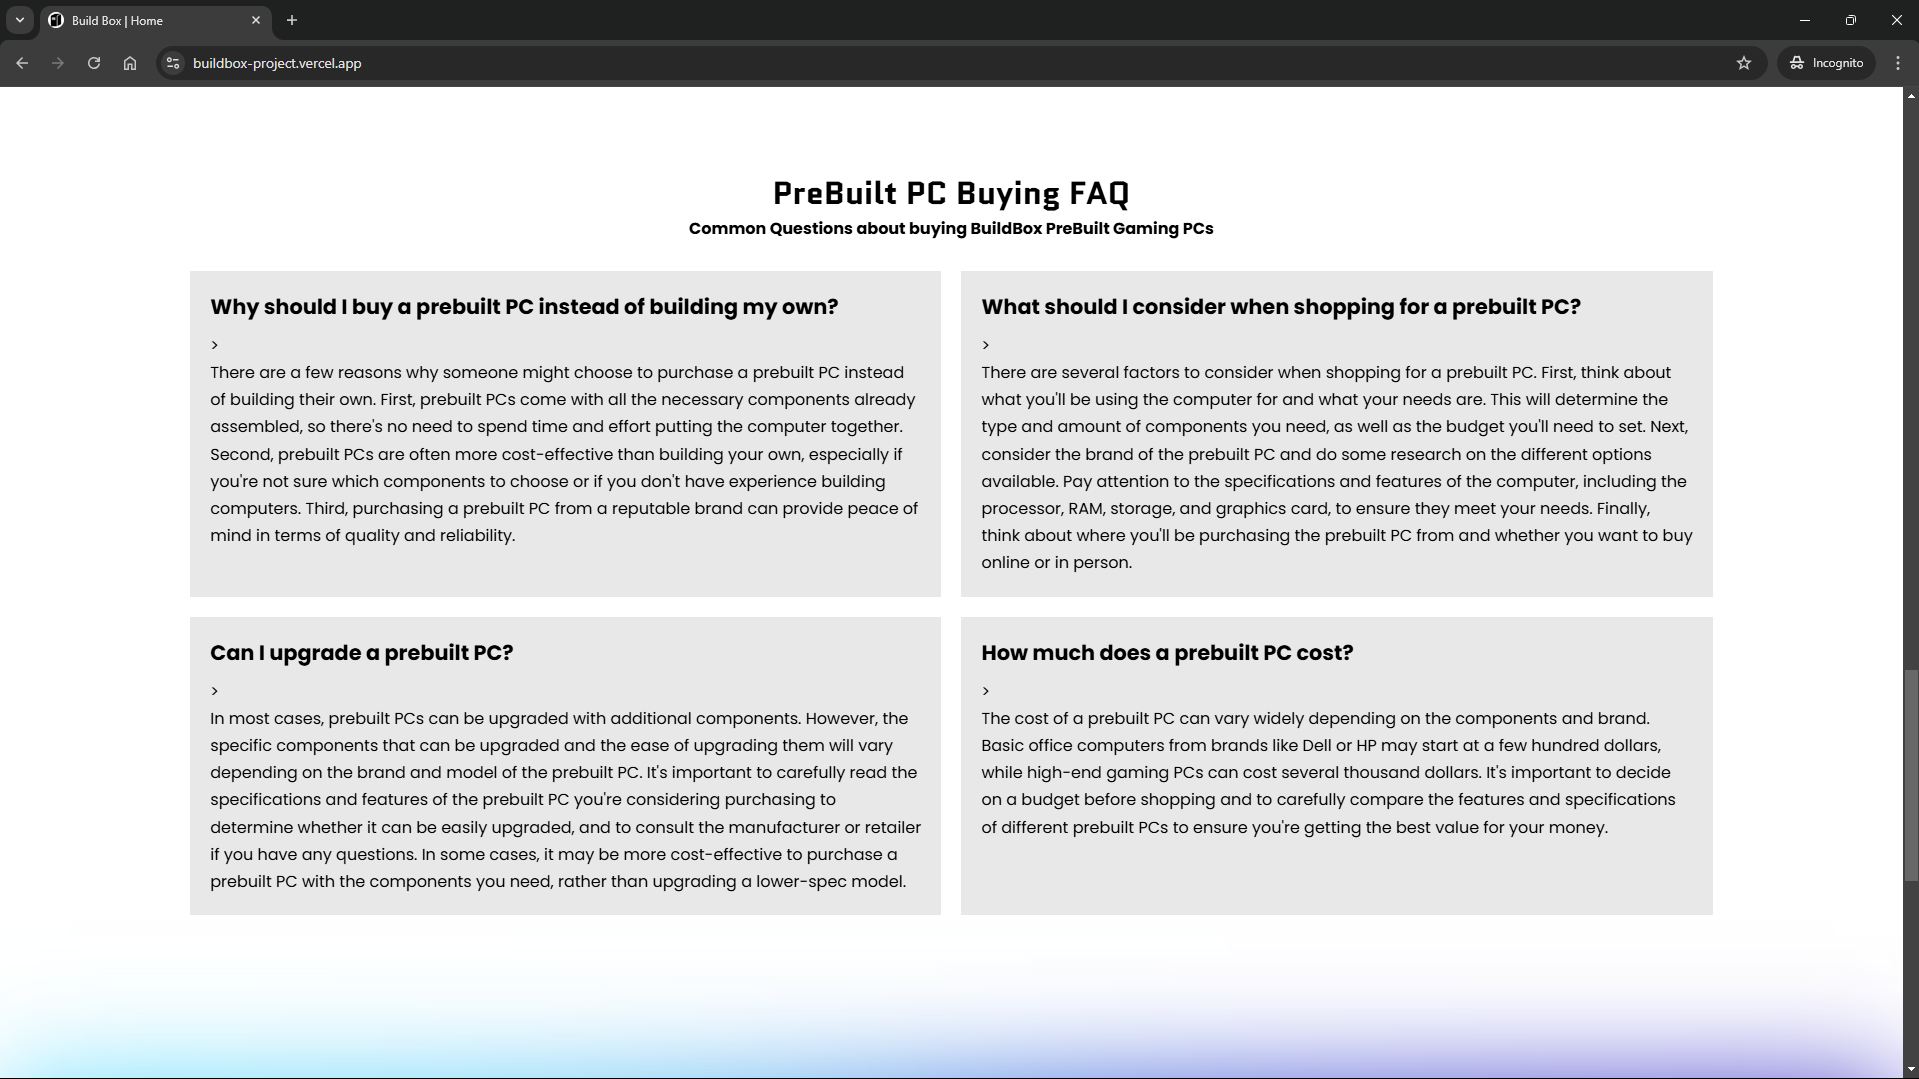 Build Box | Home
buildbox-project.vercel.app
Incognito
PreBuilt PC Buying FAQ
Common Questions about buying BuildBox PreBuilt Gaming PCs
Why should I buy a prebuilt PC instead of building my own?
>
There are a few reasons why someone might choose to purchase a prebuilt PC instead
of building their own. First, prebuilt PCs come with all the necessary components already
assembled, so there's no need to spend time and effort putting the computer together.
Second, prebuilt PCs are often more cost-effective than building your own, especially if
you're not sure which components to choose or if you don't have experience building
computers. Third, purchasing a prebuilt PC from a reputable brand can provide peace of
mind in terms of quality and reliability.
What should I consider when shopping for a prebuilt PC?
>
There are several factors to consider when shopping for a prebuilt PC. First, think about
what you'll be using the computer for and what your needs are. This will determine the
type and amount of components you need, as well as the budget you'll need to set. Next,
consider the brand of the prebuilt PC and do some research on the different options
available. Pay attention to the specifications and features of the computer, including the
processor, RAM, storage, and graphics card, to ensure they meet your needs. Finally,
think about where you'll be purchasing the prebuilt PC from and whether you want to buy
online or in person.
Can I upgrade a prebuilt PC?
>
In most cases, prebuilt PCs can be upgraded with additional components. However, the
specific components that can be upgraded and the ease of upgrading them will vary
depending on the brand and model of the prebuilt PC. It's important to carefully read the
specifications and features of the prebuilt PC you're considering purchasing to
determine whether it can be easily upgraded, and to consult the manufacturer or retailer
if you have any questions. In some cases, it may be more cost-effective to purchase a
prebuilt PC with the components you need, rather than upgrading a lower-spec model.
How much does a prebuilt PC cost?
>
The cost of a prebuilt PC can vary widely depending on the components and brand.
Basic office computers from brands like Dell or HP may start at a few hundred dollars,
while high-end gaming PCs can cost several thousand dollars. It's important to decide
on a budget before shopping and to carefully compare the features and specifications
of different prebuilt PCs to ensure you're getting the best value for your money.